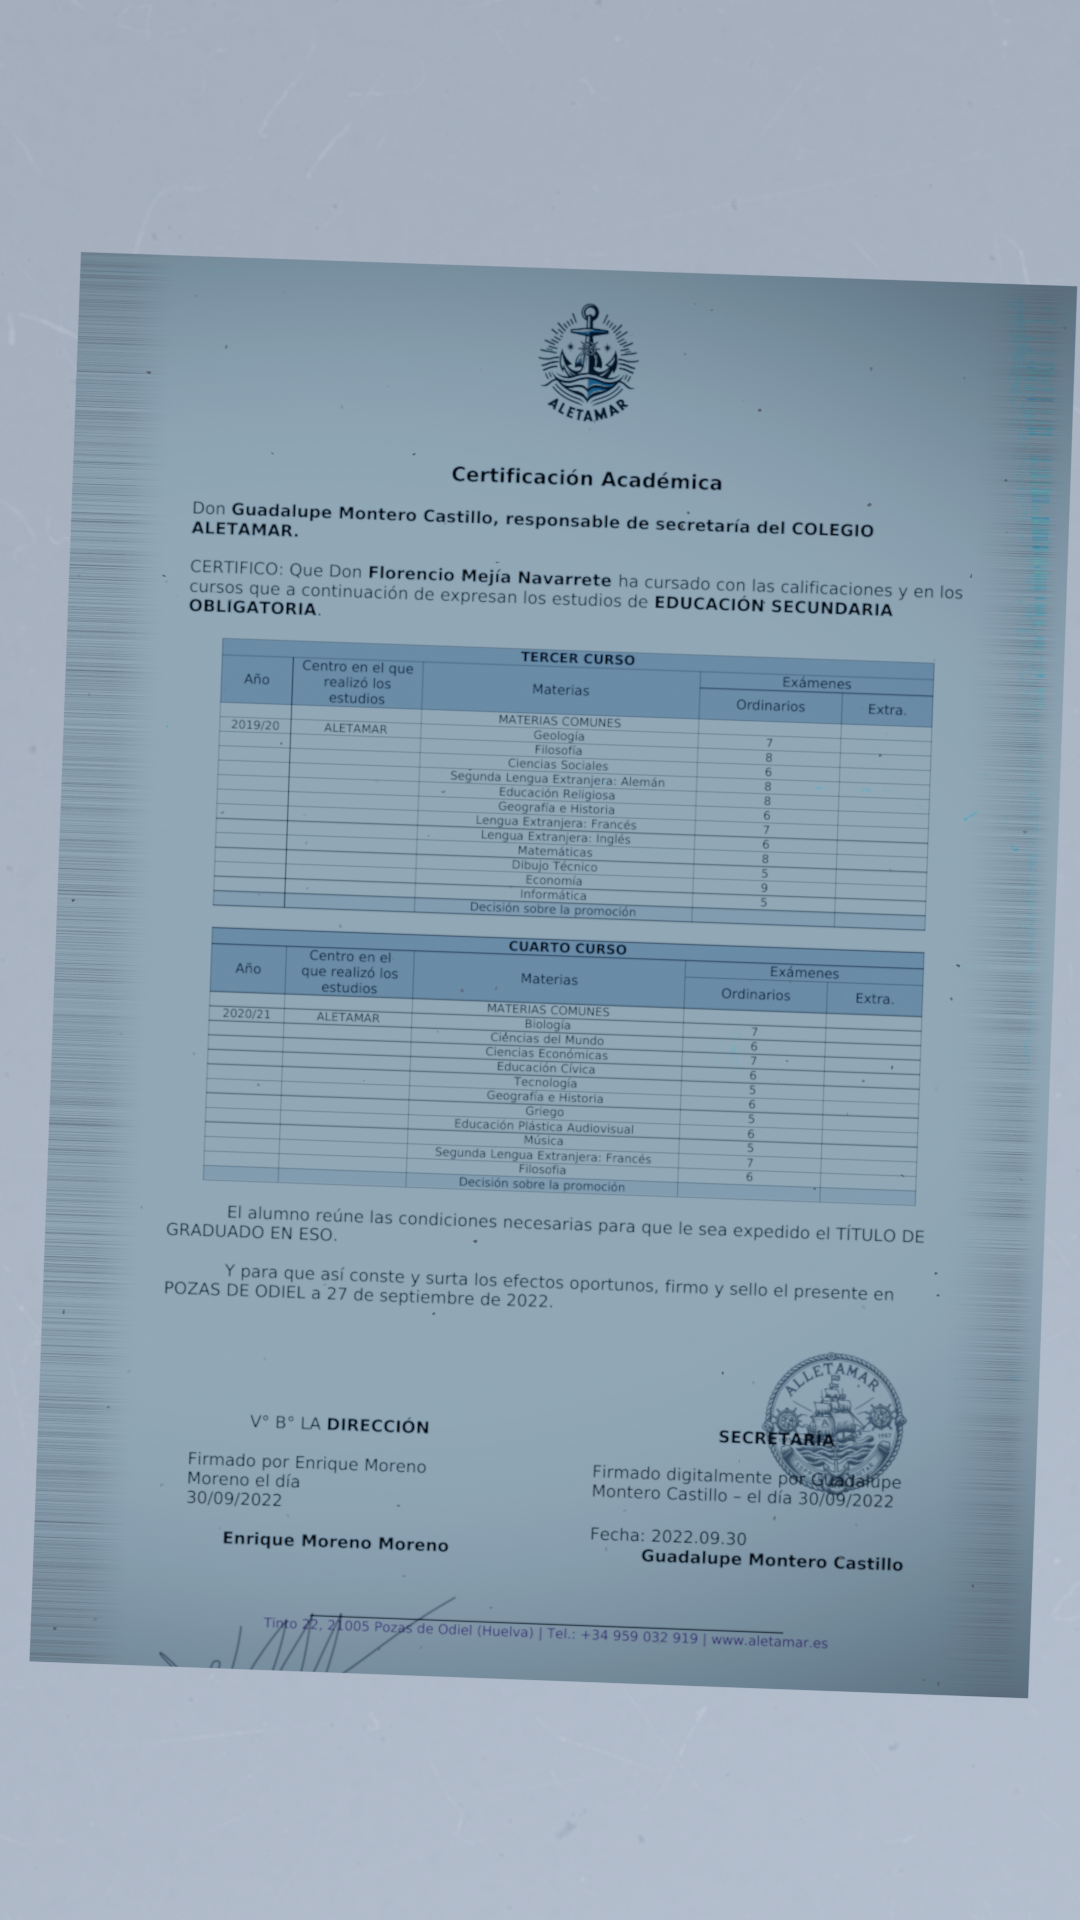 ALETAMAR
Certificación Académica
Don Guadalupe Montero Castillo, responsable de secretaría del COLEGIO
ALETAMAR.
CERTIFICO: Que Don Florencio Mejía Navarrete ha cursado con las calificaciones y en los
cursos que a continuación de expresan los estudios de EDUCACIÓN SECUNDARIA
OBLIGATORIA.
TERCER CURSO
Año Centro en el que realizó los estudios Materias Exámenes
Ordinarios Extra.
MATERIAS COMUNES
2019/20 ALETAMAR Geología 7
Filosofía 8
Ciencias Sociales 6
Segunda Lengua Extranjera: Alemán 8
Educación Religiosa 8
Geografía e Historia 6
Lengua Extranjera: Francés 7
Lengua Extranjera: Inglés 6
Matemáticas 8
Dibujo Técnico 5
Economía 9
Informática 5
Decisión sobre la promoción
CUARTO CURSO
Año Centro en el que realizó los estudios Materias Exámenes
Ordinarios Extra.
MATERIAS COMUNES
2020/21 ALETAMAR Biología 7
Ciencias del Mundo 6
Ciencias Económicas 7
Educación Cívica 6
Tecnología 5
Geografía e Historia 6
Griego 5
Educación Plástica Audiovisual 6
Música 5
Segunda Lengua Extranjera: Francés 7
Filosofia 6
Decisión sobre la promoción
El alumno reúne las condiciones necesarias para que le sea expedido el TÍTULO DE
GRADUADO EN ESO.
Y para que así conste y surta los efectos oportunos, firmo y sello el presente en
POZAS DE ODIEL a 27 de septiembre de 2022.
ALLETAMAR
V° B° LA DIRECCIÓN
SECRETARIA
Firmado por Enrique Moreno
Moreno el día
30/09/2022
Firmado digitalmente por Guadalupe
Montero Castillo – el día 30/09/2022
Enrique Moreno Moreno
Fecha: 2022.09.30
Guadalupe Montero Castillo
Tinto 22, 21005 Pozas de Odiel (Huelva) | Tel.: +34 959 032 919 | www.aletamar.es